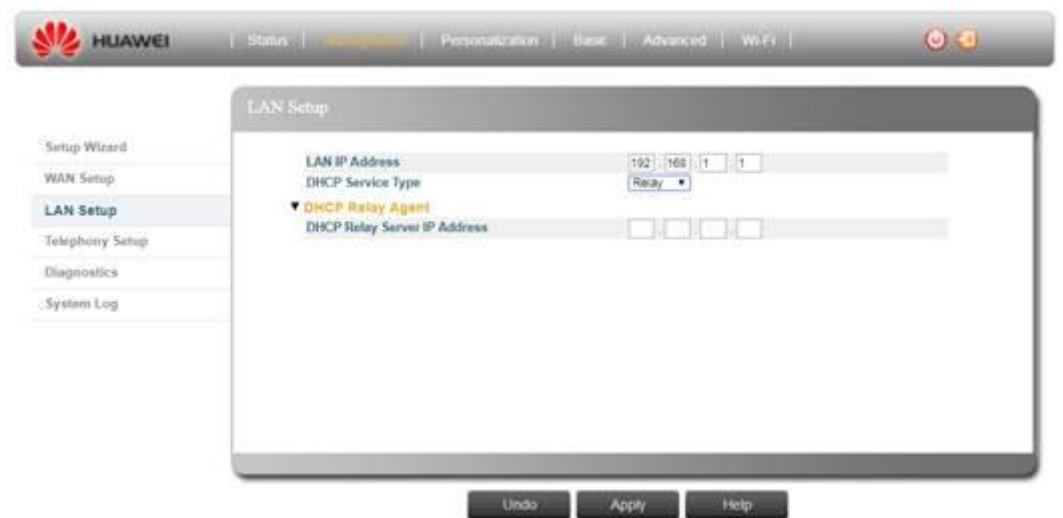 HUAWEI
Status | Management | Personalization | Basic | Advanced | Wi-Fi |
LAN Setup
Setup Wizard
WAN Setup
LAN Setup
Telephony Setup
Diagnostics
System Log
LAN IP Address 192 . 168 . 1 . 1
DHCP Service Type Relay
DHCP Relay Agent
DHCP Relay Server IP Address
Undo Apply Help